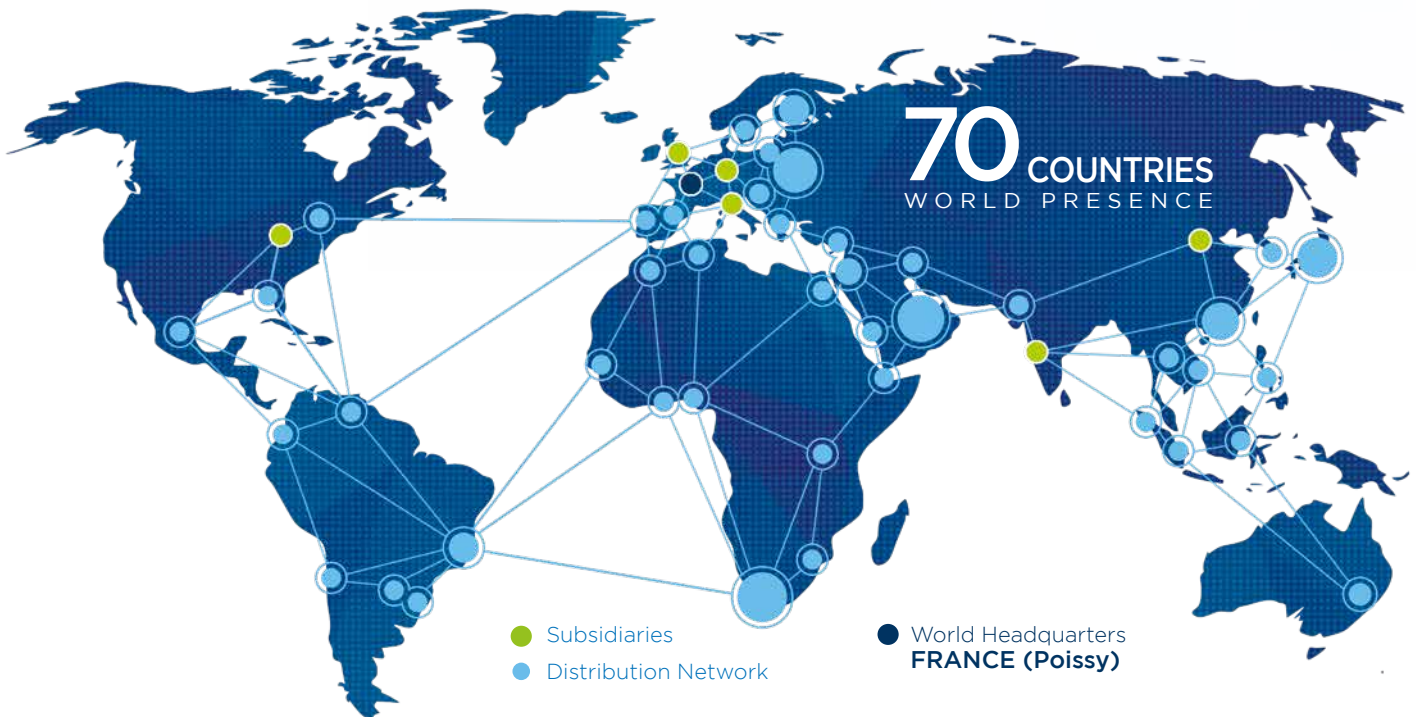 70 COUNTRIES
WORLD PRESENCE
Subsidiaries
Distribution Network
World Headquarters
FRANCE (Poissy)